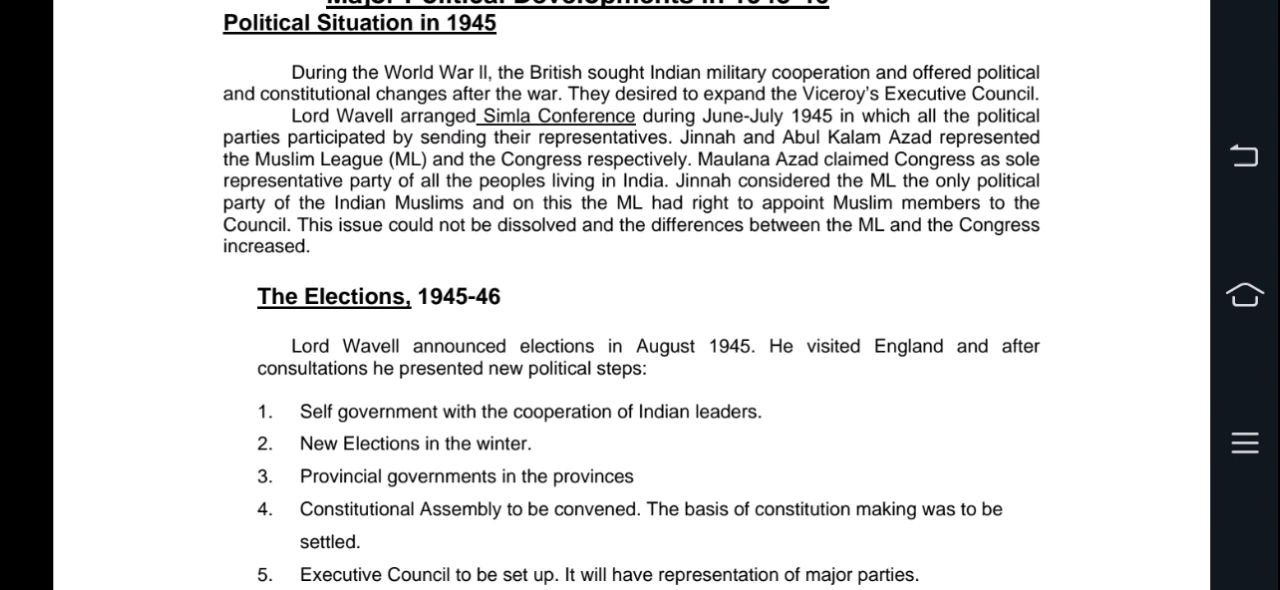 Major Political Developments in 1945-46
Political Situation in 1945
During the World War II, the British sought Indian military cooperation and offered political
and constitutional changes after the war. They desired to expand the Viceroy's Executive Council.
Lord Wavell arranged Simla Conference during June-July 1945 in which all the political
parties participated by sending their representatives. Jinnah and Abul Kalam Azad represented
the Muslim League (ML) and the Congress respectively. Maulana Azad claimed Congress as sole
representative party of all the peoples living in India. Jinnah considered the ML the only political
party of the Indian Muslims and on this the ML had right to appoint Muslim members to the
Council. This issue could not be dissolved and the differences between the ML and the Congress
increased.
The Elections, 1945-46
Lord Wavell announced elections in August 1945. He visited England and after
consultations he presented new political steps:
1. Self government with the cooperation of Indian leaders.
2. New Elections in the winter.
3. Provincial governments in the provinces
4. Constitutional Assembly to be convened. The basis of constitution making was to be
settled.
5. Executive Council to be set up. It will have representation of major parties.